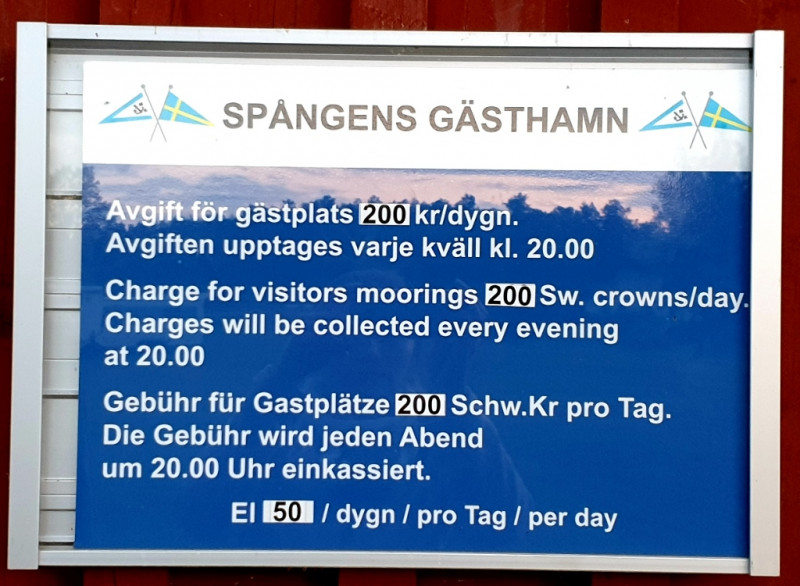 SPÅNGENS GÄSTHAMN
Avgift för gästplats 200 kr/dygn.
Avgiften upptages varje kväll kl. 20.00
Charge for visitors moorings 200 Sw. crowns/day.
Charges will be collected every evening
at 20.00
Gebühr für Gastplätze 200 Schw.Kr pro Tag.
Die Gebühr wird jeden Abend
um 20.00 Uhr einkassiert.
El 50 / dygn / pro Tag / per day